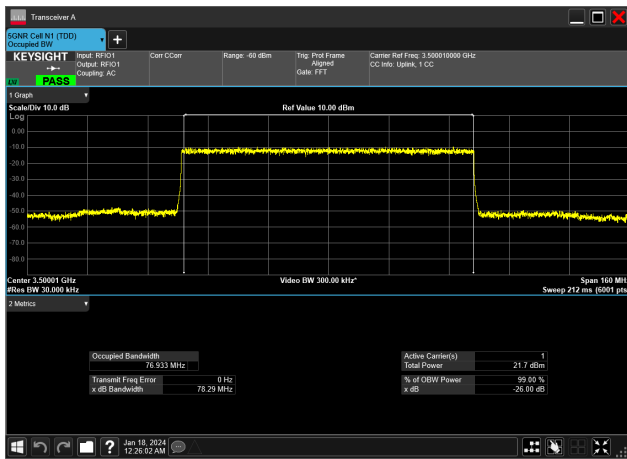 Transceiver A
5GNR Cell N1 (TDD)
Occupied BW
+
KEYSIGHT
PASS
Input: RFIO1
Output: RFIO1
Coupling: AC
Corr CCorr
Range: -60 dBm
Trig: Prot Frame
Aligned
Gate: FFT
Carrier Ref Freq: 3.500010000 GHz
CC Info: Uplink, 1 CC
1 Graph
Scale/Div 10.0 dB
Ref Value 10.00 dBm
Log
0.00
-10.0
-20.0
-30.0
-40.0
-50.0
-60.0
-70.0
-80.0
Center 3.50001 GHz
Video BW 300.00 kHz*
Span 160 MHz
#Res BW 30.000 kHz
Sweep 212 ms (6001 pts
2 Metrics
Occupied Bandwidth
76.933 MHz
Transmit Freq Error 0 Hz
x dB Bandwidth 78.29 MHz
Active Carrier(s) 1
Total Power 21.7 dBm
% of OBW Power 99.00 %
x dB -26.00 dB
?
Jan 18, 2024
12:26:02 AM